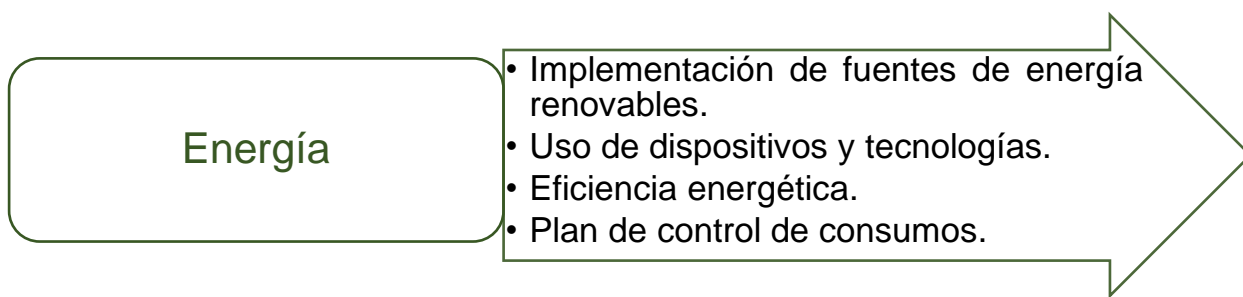 Energía
• Implementación de fuentes de energía
renovables.
• Uso de dispositivos y tecnologías.
• Eficiencia energética.
• Plan de control de consumos.